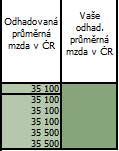 Odhadovaná
průměrná
mzda v ČR
Vaše
odhad.
průměrná
mzda v ČR
35 100
35 100
35 100
35 100
35 500
35 500